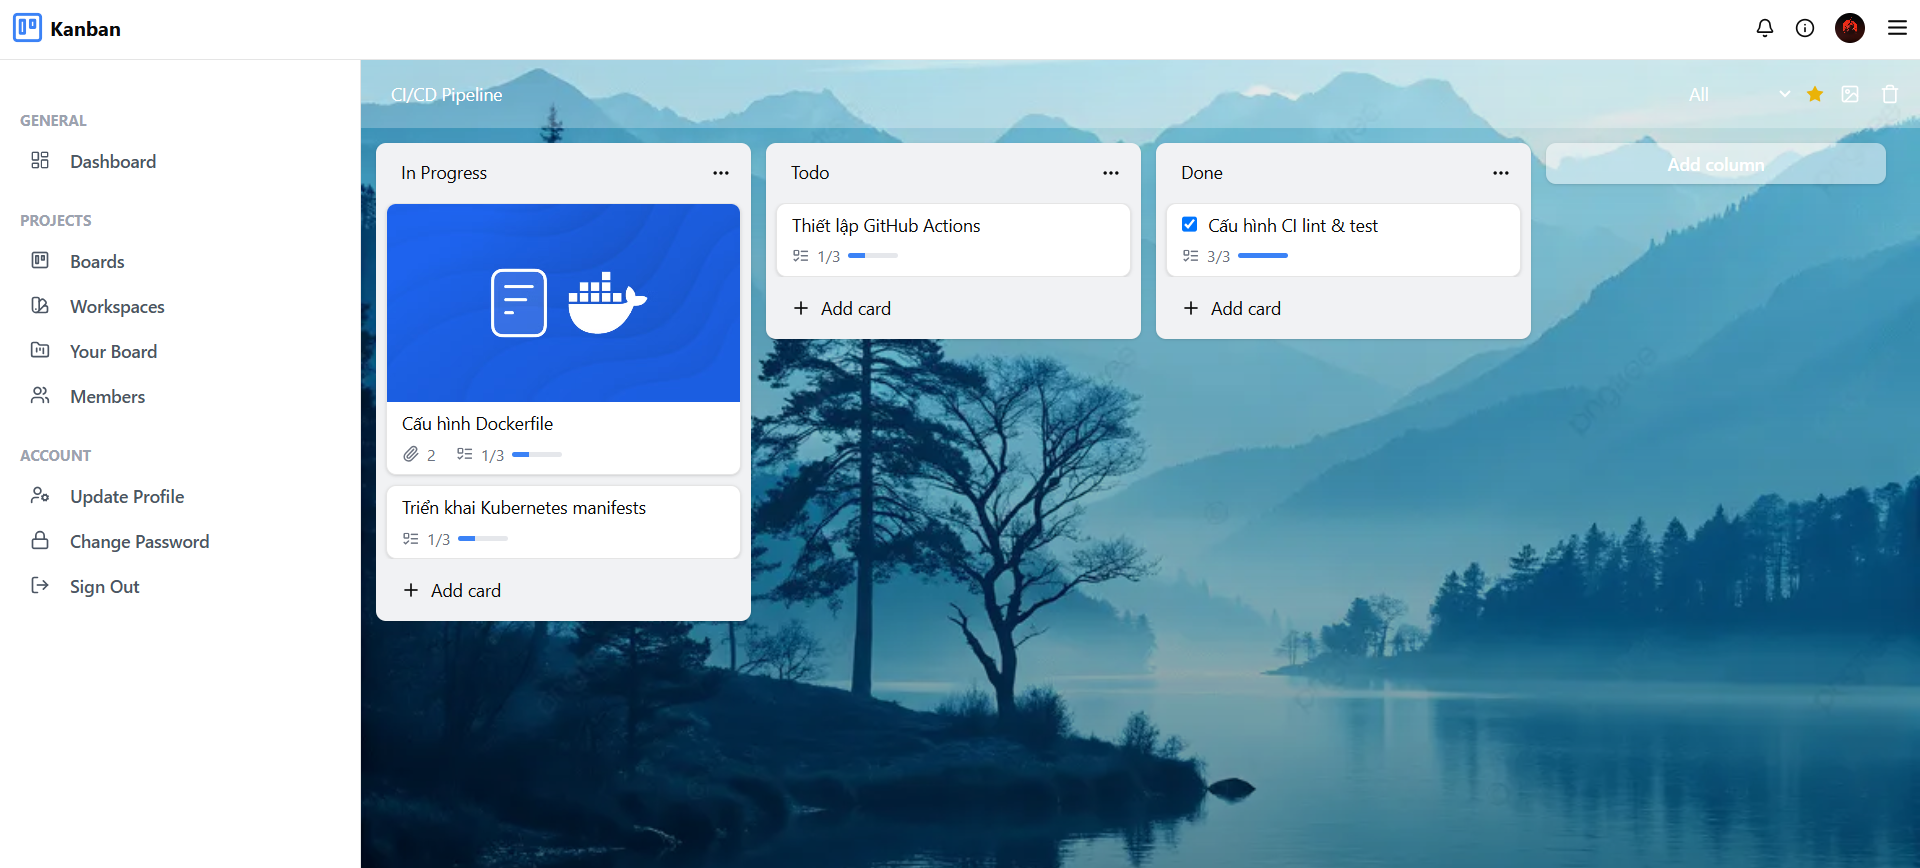 Kanban
GENERAL
Dashboard
PROJECTS
Boards
Workspaces
Your Board
Members
ACCOUNT
Update Profile
Change Password
Sign Out
CI/CD Pipeline
All
In Progress
Cấu hình Dockerfile
2
1/3
Triển khai Kubernetes manifests
1/3
Add card
Todo
Thiết lập GitHub Actions
1/3
Add card
Done
Cấu hình CI lint & test
3/3
Add card
Add column
pngtree